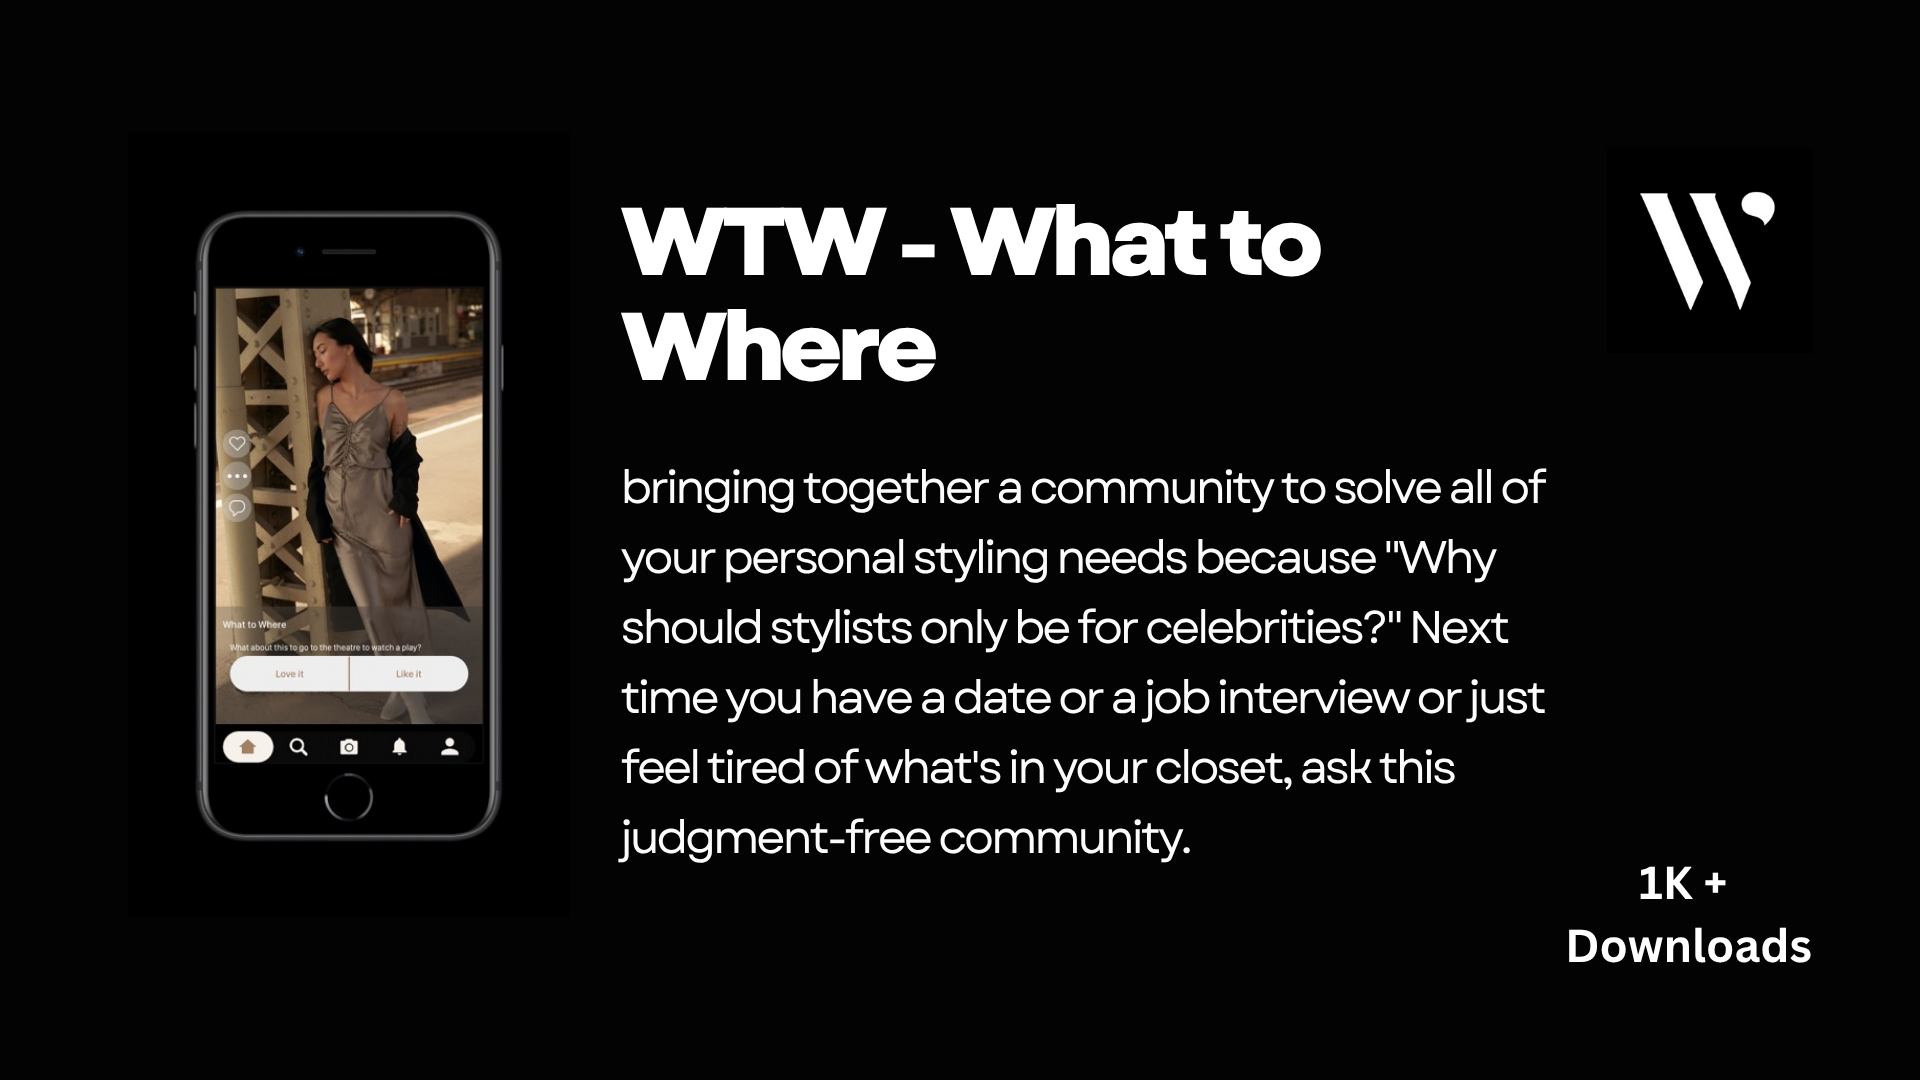 WTW - What to
Where
bringing together a community to solve all of
your personal styling needs because "Why
should stylists only be for celebrities?" Next
time you have a date or a job interview or just
feel tired of what's in your closet, ask this
judgment-free community.
1K +
Downloads
What to Where
What about this to go to the theatre to watch a play?
Love it
Like it